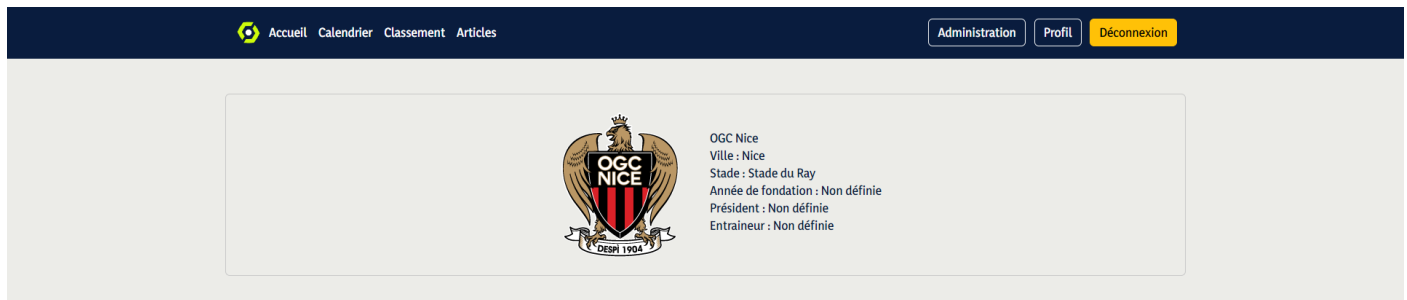 Accueil Calendrier Classement Articles Administration Profil Déconnexion
OGC
NICE
DESPÍ 1904
OGC Nice
Ville : Nice
Stade : Stade du Ray
Année de fondation : Non définie
Président : Non définie
Entraineur : Non définie